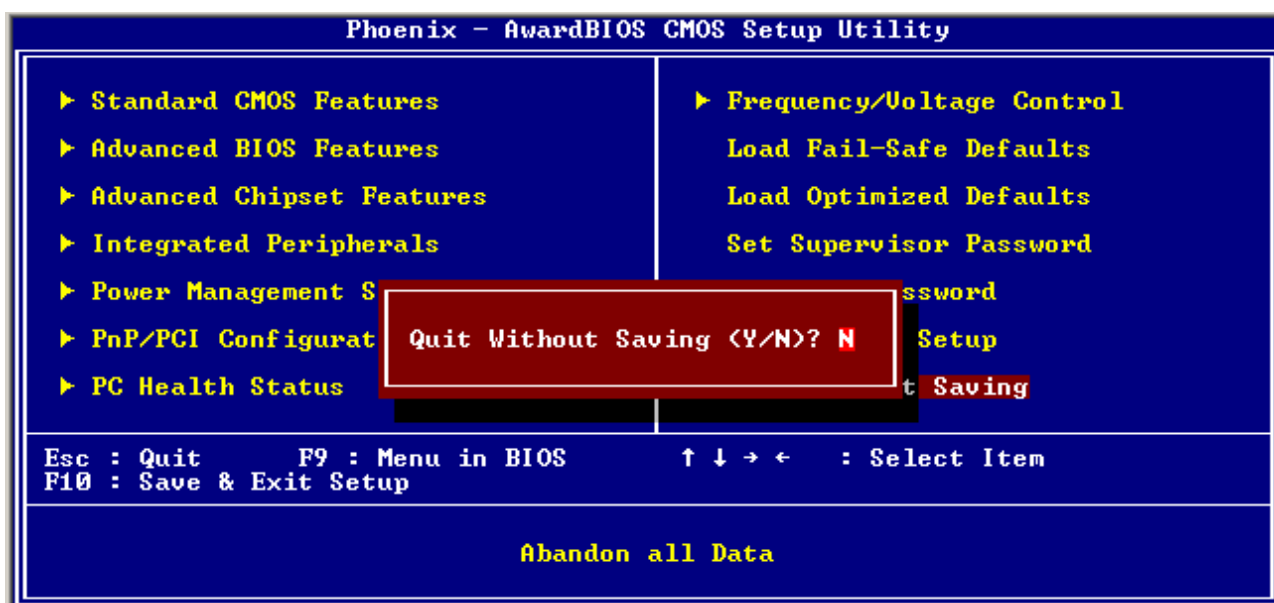 Phoenix - AwardBIOS CMOS Setup Utility
▶ Standard CMOS Features
▶ Advanced BIOS Features
▶ Advanced Chipset Features
▶ Integrated Peripherals
▶ Power Management S
▶ PnP/PCI Configurat
▶ PC Health Status
▶ Frequency/Voltage Control
Load Fail-Safe Defaults
Load Optimized Defaults
Set Supervisor Password
ssword
Setup
t Saving
Quit Without Saving (Y/N)? N
Esc : Quit F9 : Menu in BIOS ↑ ↓ → ← : Select Item
F10 : Save & Exit Setup
Abandon all Data